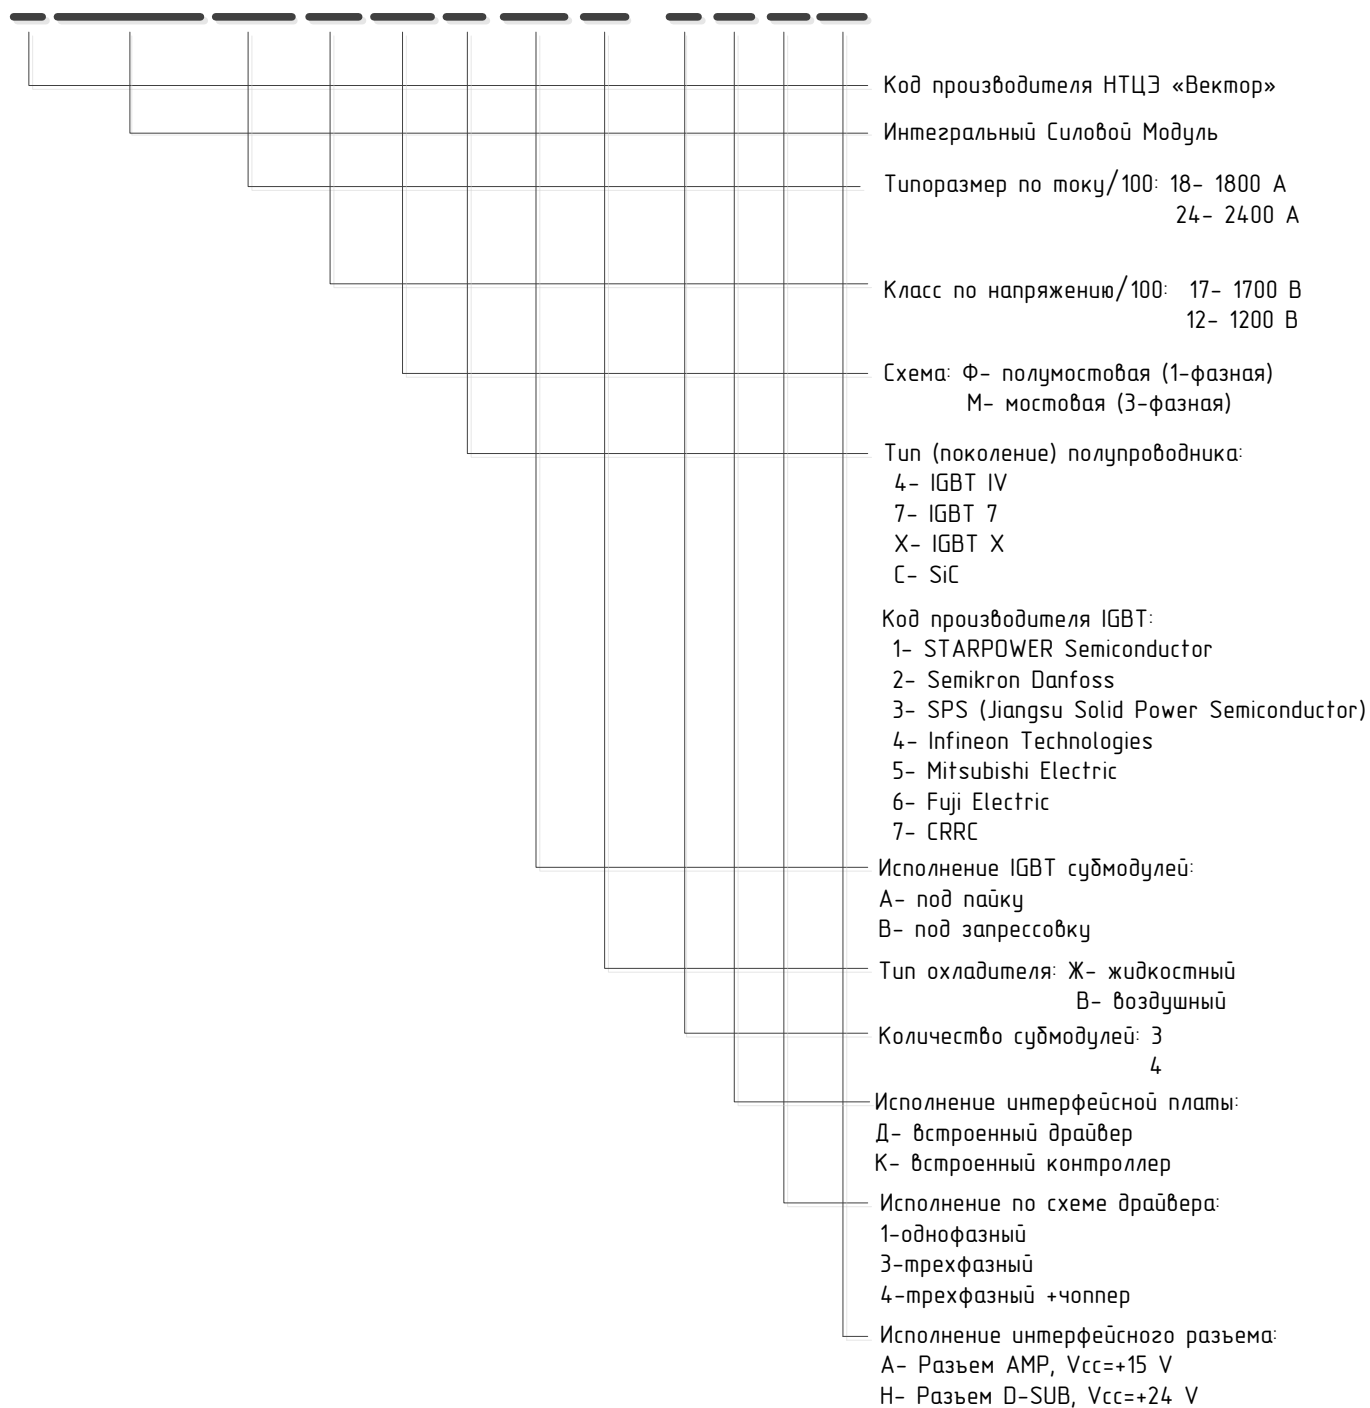 Код производителя НТЦЭ «Вектор»
Интегральный Силовой Модуль
Типоразмер по току/100: 18- 1800 А
24- 2400 А
Класс по напряжению/100: 17- 1700 В
12- 1200 В
Схема: Ф- полумостовая (1-фазная)
М- мостовая (3-фазная)
Тип (поколение) полупроводника:
4- IGBT IV
7- IGBT 7
X- IGBT X
C- SiC
Код производителя IGBT:
1- STARPOWER Semiconductor
2- Semikron Danfoss
3- SPS (Jiangsu Solid Power Semiconductor)
4- Infineon Technologies
5- Mitsubishi Electric
6- Fuji Electric
7- CRRC
Исполнение IGBT субмодулей:
А- под пайку
В- под запрессовку
Тип охладителя: Ж- жидкостный
В- воздушный
Количество субмодулей: 3
4
Исполнение интерфейсной платы:
Д- встроенный драйвер
К- встроенный контроллер
Исполнение по схеме драйвера:
1-однофазный
3-трехфазный
4-трехфазный +чоппер
Исполнение интерфейсного разъема:
А- Разъем AMP, Vcc=+15 V
Н- Разъем D-SUB, Vcc=+24 V